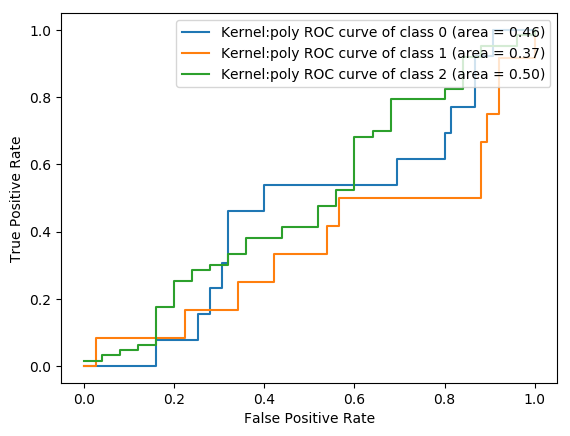 Kernel:poly ROC curve of class 0 (area = 0.46)
Kernel:poly ROC curve of class 1 (area = 0.37)
Kernel:poly ROC curve of class 2 (area = 0.50)
1.0
0.8
0.6
0.4
0.2
0.0
True Positive Rate
0.0 0.2 0.4 0.6 0.8 1.0
False Positive Rate